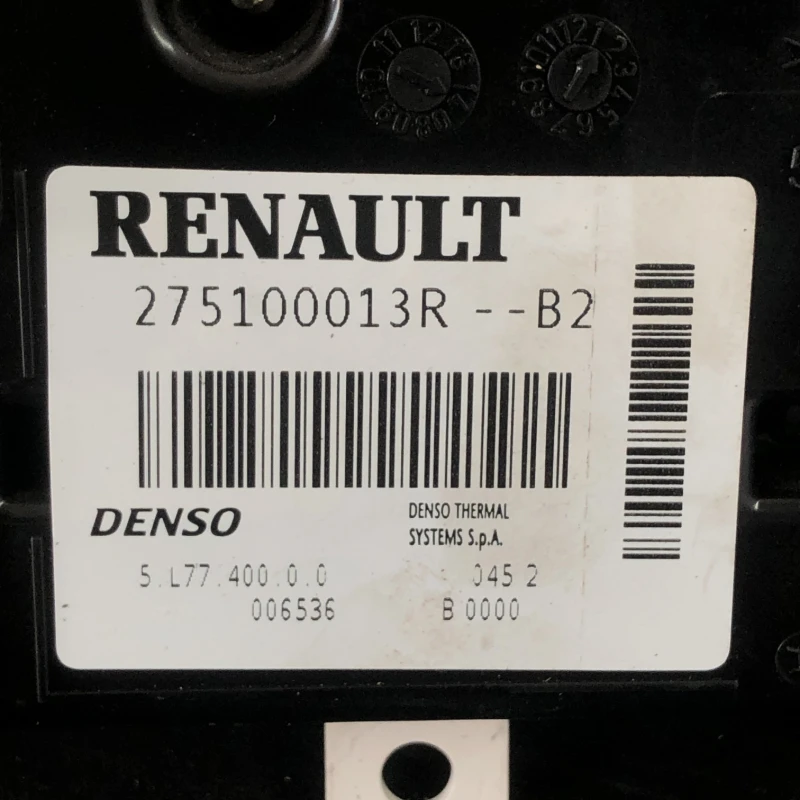 RENAULT
275100013R --B2
DENSO
DENSO THERMAL
SYSTEMS S.p.A.
5.L77.400.0.0
045 2
006536
B 0000